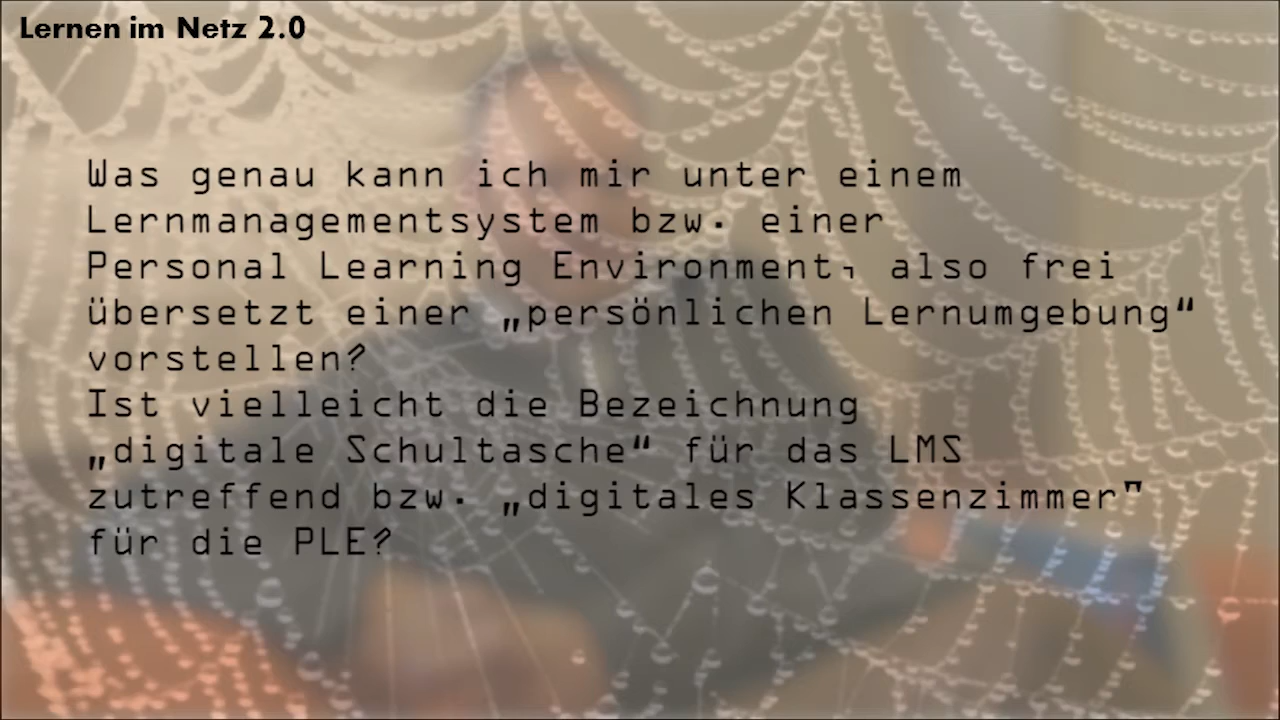 Lernen im Netz 2.0
Was genau kann ich mir unter einem
Lernmanagementsystem bzw. einer
Personal Learning Environment, also frei
übersetzt einer „persönlichen Lernumgebung“
vorstellen?
Ist vielleicht die Bezeichnung
„digitale Schultasche“ für das LMS
zutreffend bzw. „digitales Klassenzimmer"
für die PLE?